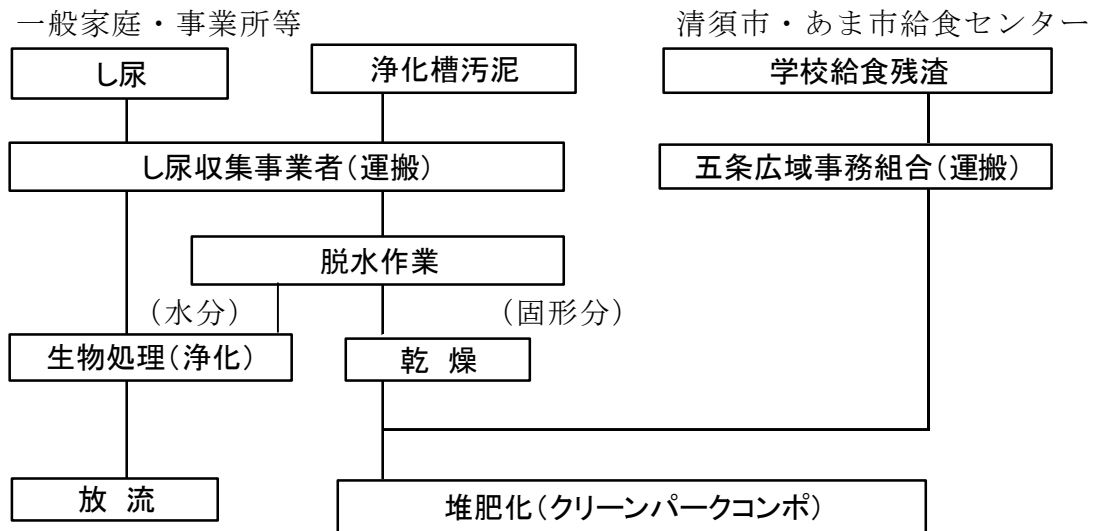 一般家庭・事業所等
清須市・あま市給食センター
し尿
浄化槽汚泥
学校給食残渣
し尿収集事業者(運搬)
五条広域事務組合(運搬)
脱水作業
(水分)
(固形分)
生物処理(浄化)
乾 燥
放 流
堆肥化(クリーンパークコンポ)